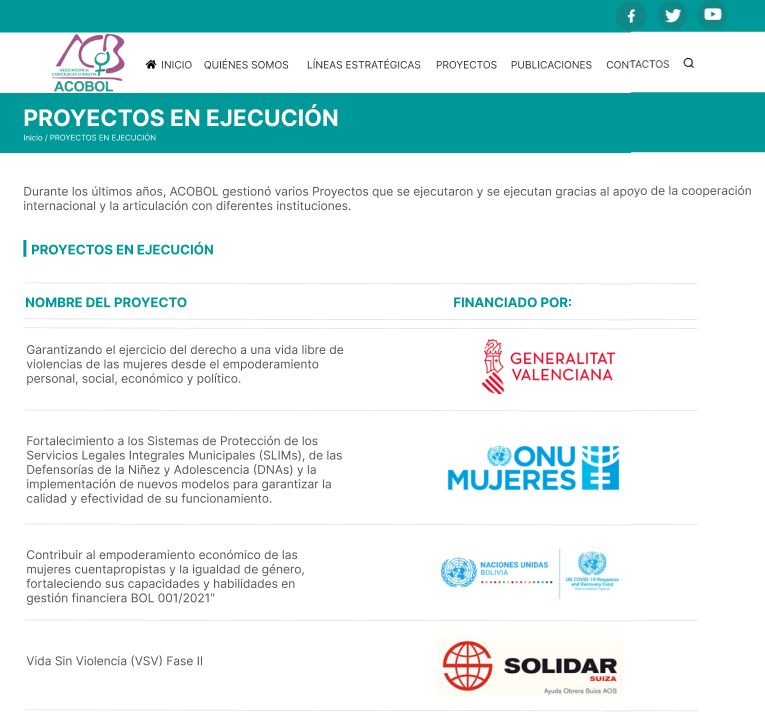 ACB
ASOCIACIÓN DE
CONCEJALAS de BOLIVIA
ACOBOL
INICIO QUIÉNES SOMOS LÍNEAS ESTRATÉGICAS PROYECTOS PUBLICACIONES CONTACTOS
PROYECTOS EN EJECUCIÓN
Inicio / PROYECTOS EN EJECUCIÓN
Durante los últimos años, ACOBOL gestionó varios Proyectos que se ejecutaron y se ejecutan gracias al apoyo de la cooperación
internacional y la articulación con diferentes instituciones.
PROYECTOS EN EJECUCIÓN
NOMBRE DEL PROYECTO FINANCIADO POR:
Garantizando el ejercicio del derecho a una vida libre de
violencias de las mujeres desde el empoderamiento
personal, social, económico y político.
GENERALITAT
VALENCIANA
Fortalecimiento a los Sistemas de Protección de los
Servicios Legales Integrales Municipales (SLIMs), de las
Defensorías de la Niñez y Adolescencia (DNAs) y la
implementación de nuevos modelos para garantizar la
calidad y efectividad de su funcionamiento.
ONU
MUJERES
Contribuir al empoderamiento económico de las
mujeres cuentapropistas y la igualdad de género,
fortaleciendo sus capacidades y habilidades en
gestión financiera BOL 001/2021"
NACIONES UNIDAS
BOLIVIA
UN COVID-19 Response
and Recovery Fund
Vida Sin Violencia (VSV) Fase II
SOLIDAR
SUIZA
Ayuda Obrera Suiza AOS